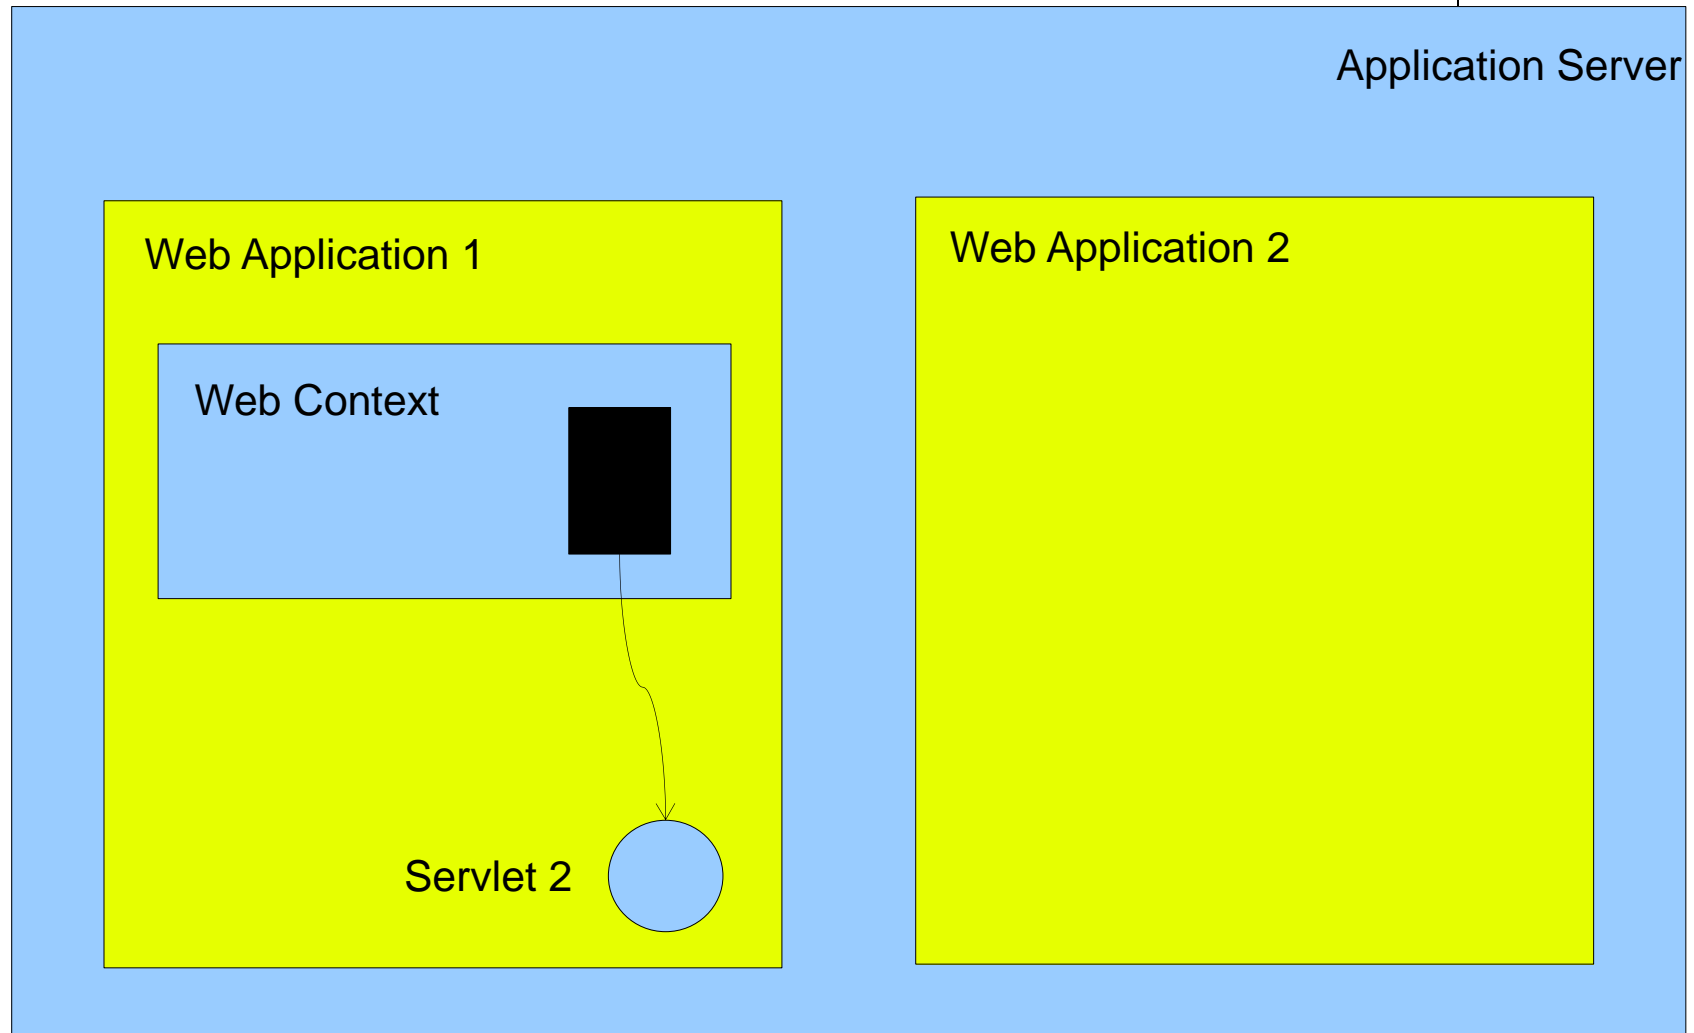 Application Server
Web Application 1
Web Application 2
Web Context
Servlet 2